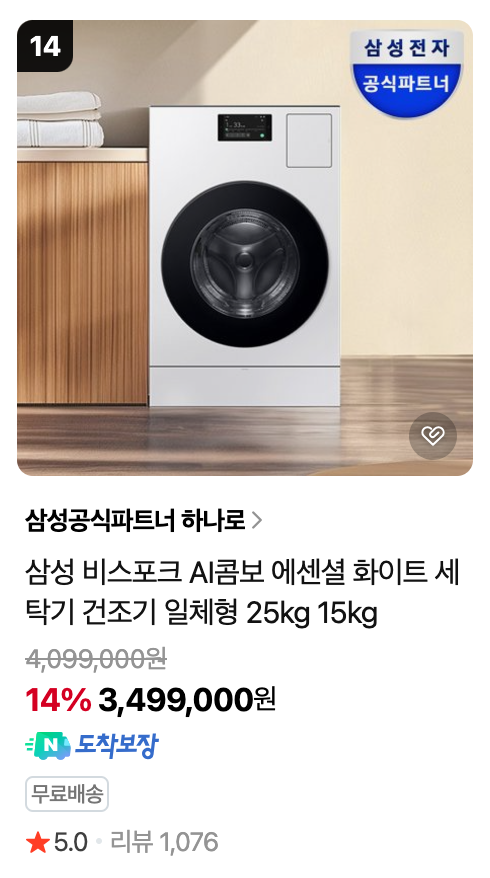 14
삼성전자
공식파트너
삼성공식파트너 하나로
삼성 비스포크 AI콤보 에센셜 화이트 세
탁기 건조기 일체형 25kg 15kg
4,099,000원
14% 3,499,000원
N 도착보장
무료배송
5.0 리뷰 1,076